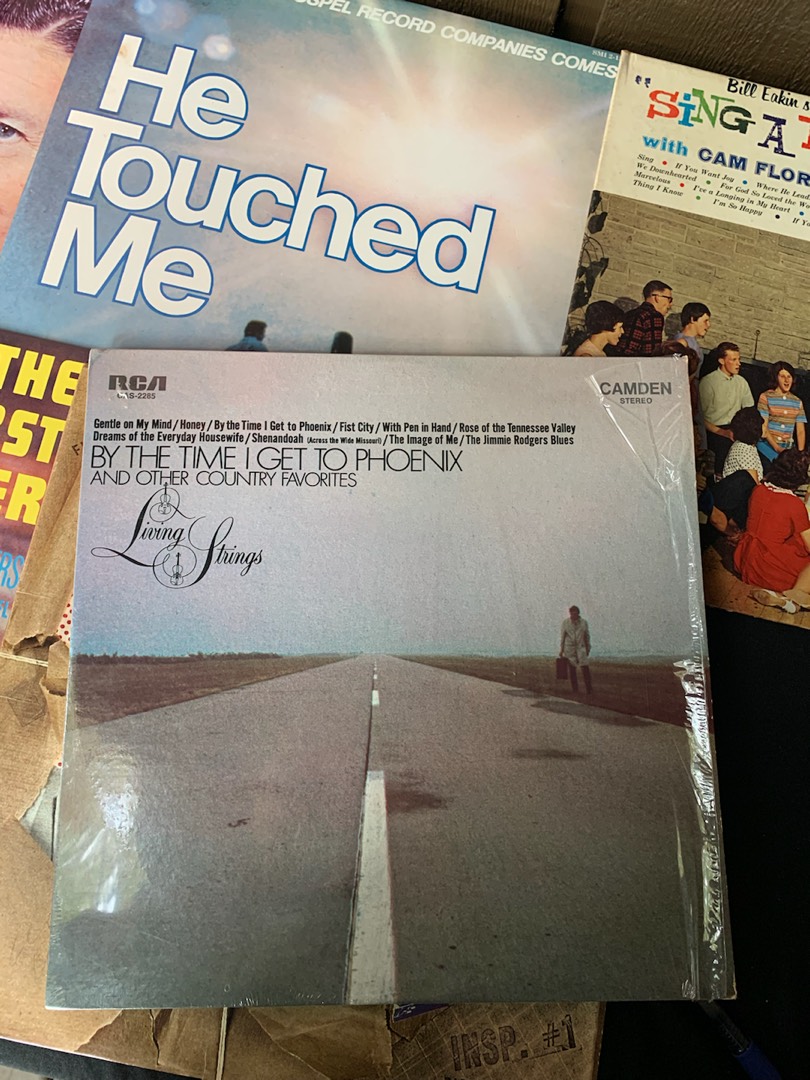 GOSPEL RECORD COMPANIES COMES
He
Touched
Me
Bill Eakin's
"SING A
with CAM FLOR
Sing • If You Want Joy • Where He Leads
We Downhearted • For God So Loved the
Marvelous • I've a Longing in My Heart •
Thing I Know • I'm So Happy •
THE
RCA
CAS-2285
CAMDEN
STEREO
Gentle on My Mind / Honey / By the Time I Get to Phoenix / Fist City / With Pen in Hand / Rose of the Tennessee Valley
Dreams of the Everyday Housewife / Shenandoah (Across the Wide Missouri) / The Image of Me / The Jimmie Rodgers Blues
BY THE TIME I GET TO PHOENIX
AND OTHER COUNTRY FAVORITES
Living Strings
INSP. #1